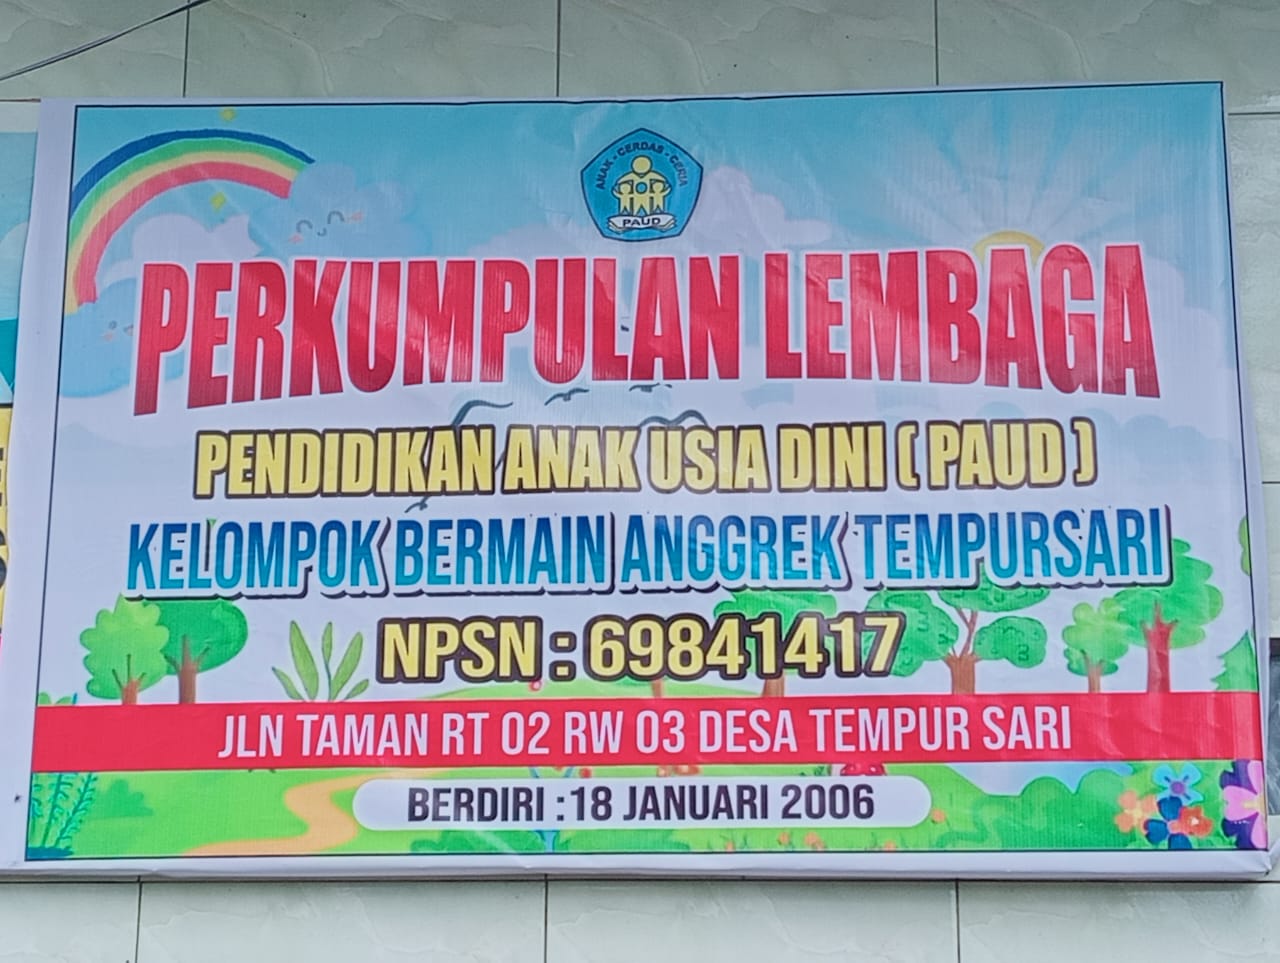 ANAK - CERDAS - CERIA
PAUD
PERKUMPULAN LEMBAGA
PENDIDIKAN ANAK USIA DINI ( PAUD )
KELOMPOK BERMAIN ANGGREK TEMPURSARI
NPSN : 69841417
JLN TAMAN RT 02 RW 03 DESA TEMPUR SARI
BERDIRI : 18 JANUARI 2006